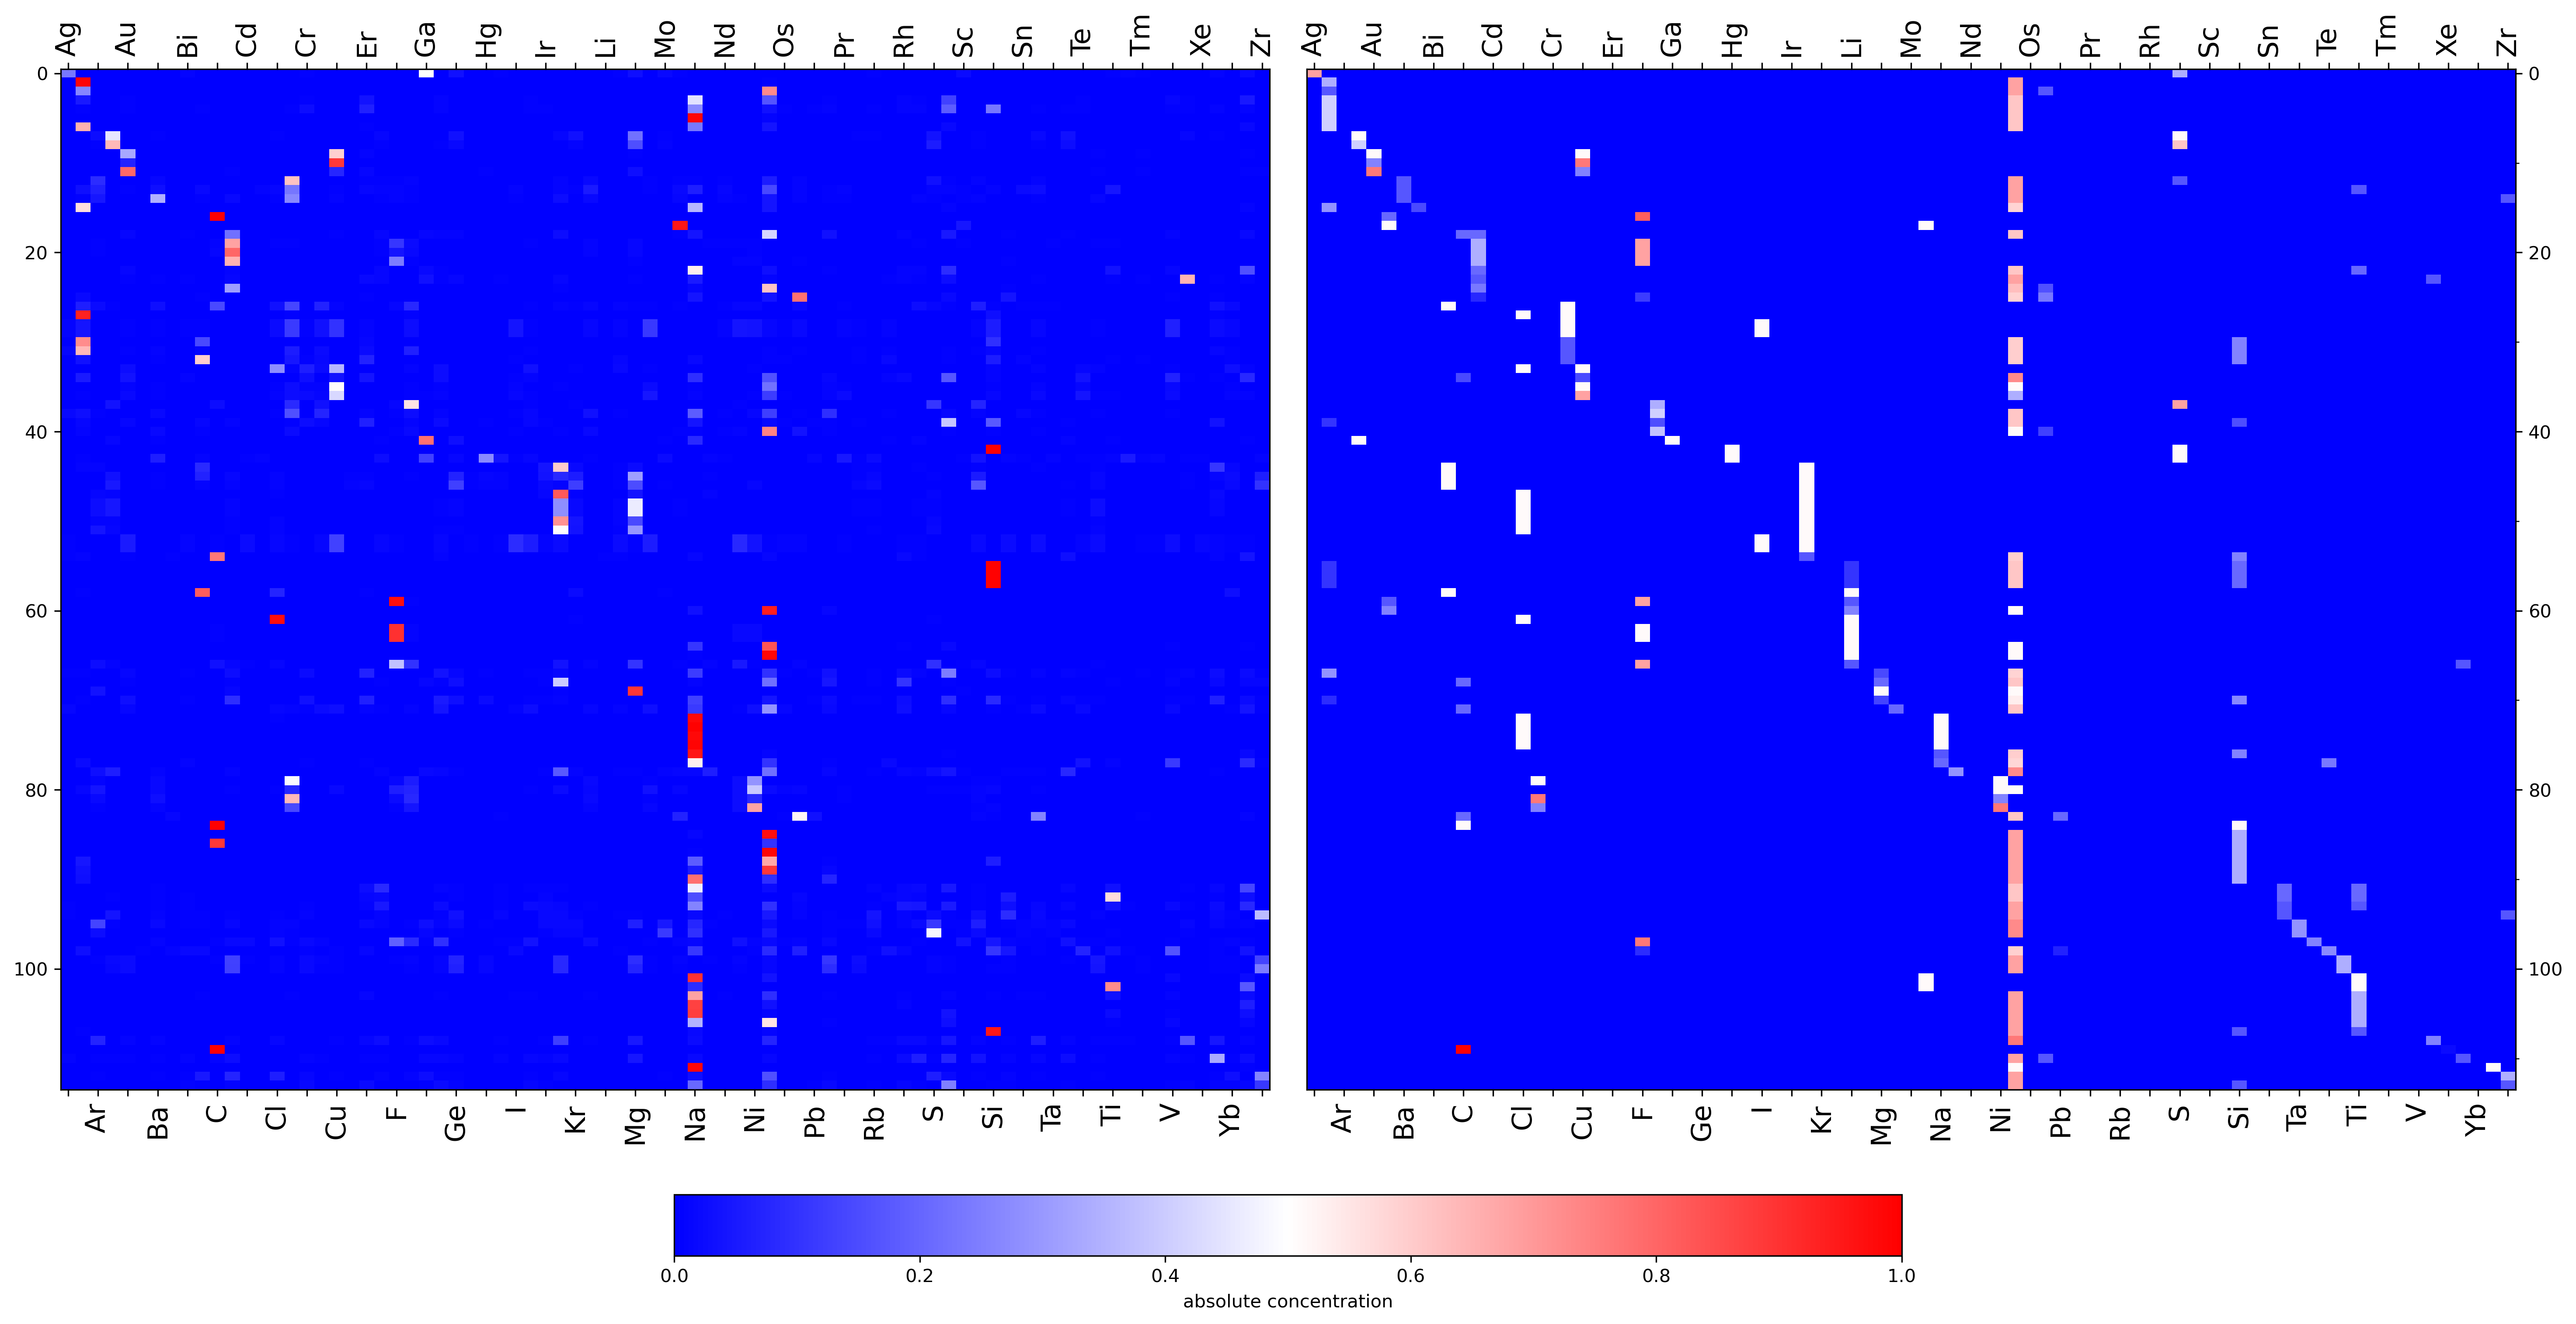 Ag Au Bi Cd Cr Er Ga Hg Ir Li Mo Nd Os Pr Rh Sc Sn Te Tm Xe Zr Ag Au Bi Cd Cr Er Ga Hg Ir Li Mo Nd Os Pr Rh Sc Sn Te Tm Xe Zr
0 0
20 20
40 40
60 60
80 80
100 100
Ar Ba C Cl Cu F Ge I Kr Mg Na Ni Pb Rb S Si Ta Ti V Yb Ar Ba C Cl Cu F Ge I Kr Mg Na Ni Pb Rb S Si Ta Ti V Yb
0.0 0.2 0.4 0.6 0.8 1.0
absolute concentration